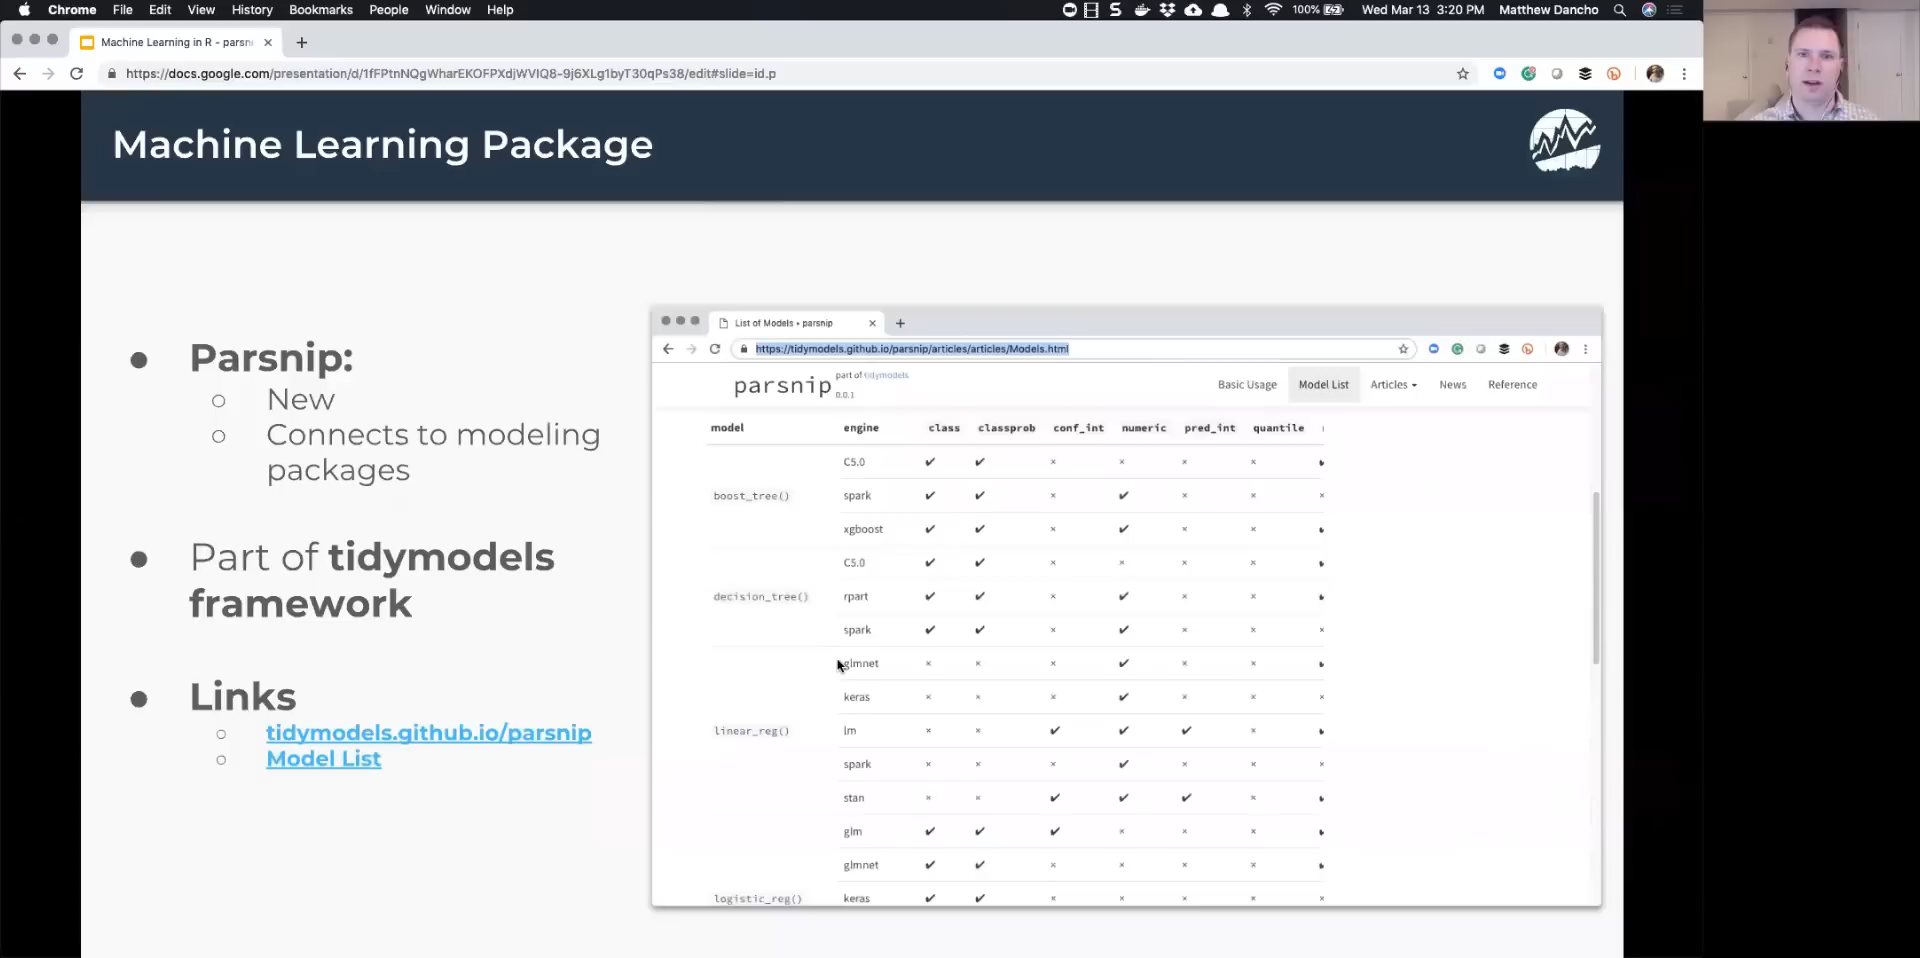 Chrome File Edit View History Bookmarks People Window Help
100% Wed Mar 13 3:20 PM Matthew Dancho
Machine Learning in R - parsn
https://docs.google.com/presentation/d/1fFPtnNQgWharEKOFPXdjWVIQ8-9j6XLg1byT30qPs38/edit#slide=id.p
Machine Learning Package
Parsnip:
New
Connects to modeling
packages
Part of tidymodels
framework
Links
tidymodels.github.io/parsnip
Model List
List of Models • parsnip
https://tidymodels.github.io/parsnip/articles/articles/Models.html
parsnip part of tidymodels
0.0.1
Basic Usage Model List Articles News Reference
model engine class classprob conf_int numeric pred_int quantile
C5.0 ✔ ✔ × × × ×
boost_tree() spark ✔ ✔ × ✔ × × ×
xgboost ✔ ✔ × ✔ × ×
C5.0 ✔ ✔ × × × ×
decision_tree() rpart ✔ ✔ × ✔ × ×
spark ✔ ✔ × ✔ × × ×
glmnet × × × ✔ × ×
keras × × × ✔ × × ×
linear_reg() lm × × ✔ ✔ ✔ ×
spark × × × ✔ × × ×
stan × × ✔ ✔ ✔ ×
glm ✔ ✔ ✔ × × ×
glmnet ✔ ✔ × × × ×
logistic_reg() keras ✔ ✔ × × × × ×